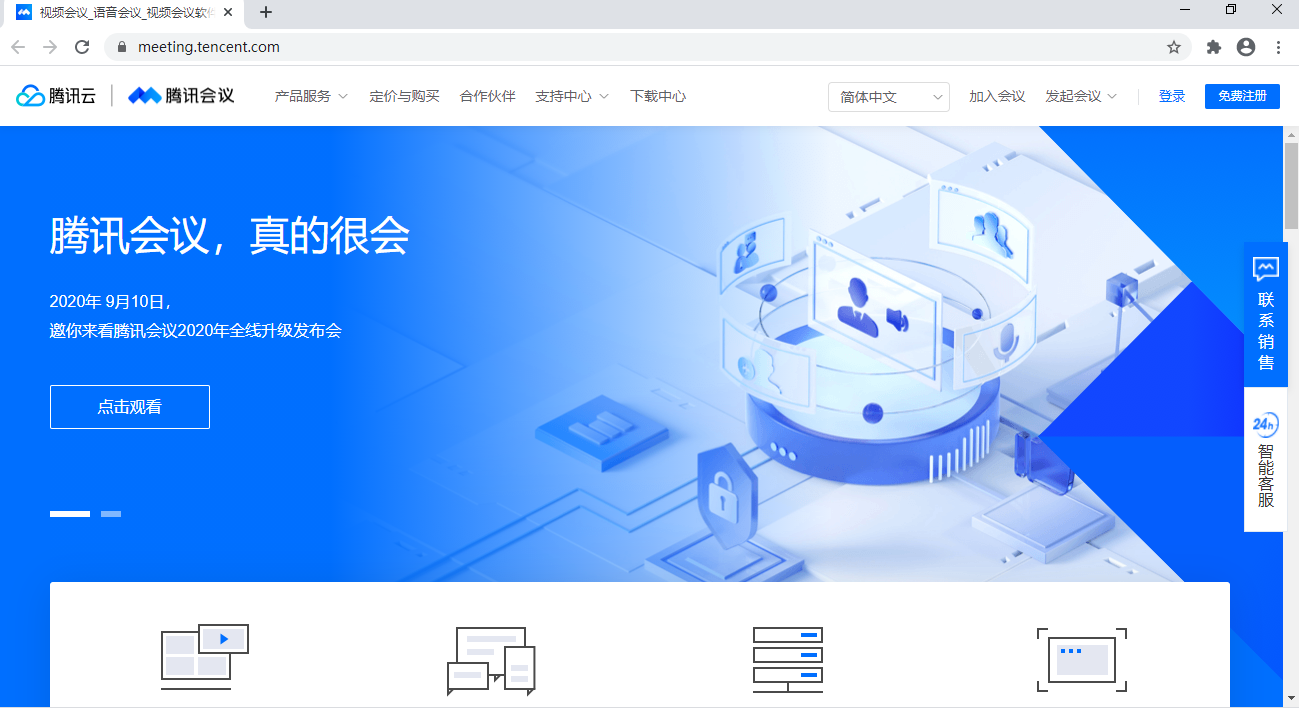 视频会议_语音会议_视频会议软件
meeting.tencent.com
腾讯云 腾讯会议 产品服务 定价与购买 合作伙伴 支持中心 下载中心 简体中文 加入会议 发起会议 登录 免费注册
腾讯会议，真的很会
2020年 9月10日，
邀你来看腾讯会议2020年全线升级发布会
点击观看
联系销售
24h
智能客服